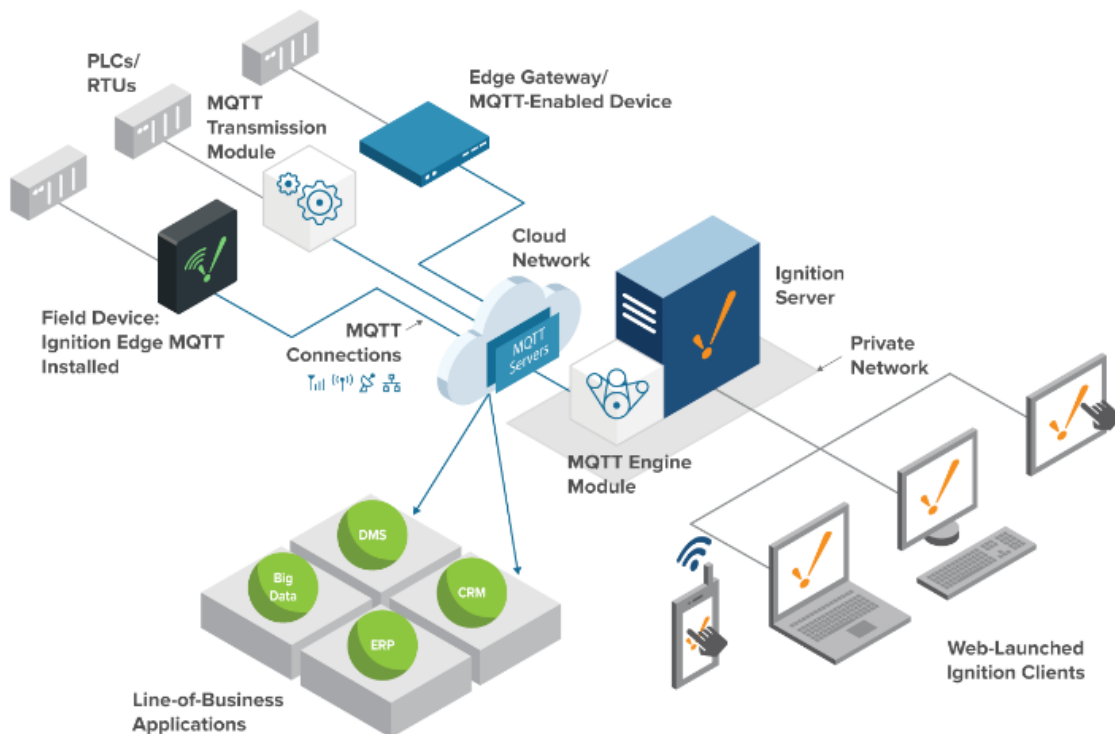 PLCs/
RTUs
MQTT
Transmission
Module
Edge Gateway/
MQTT-Enabled Device
Cloud
Network
Ignition
Server
Field Device:
Ignition Edge MQTT
Installed
MQTT
Connections
MQTT
Servers
Private
Network
MQTT Engine
Module
DMS
Big
Data
CRM
ERP
Line-of-Business
Applications
Web-Launched
Ignition Clients